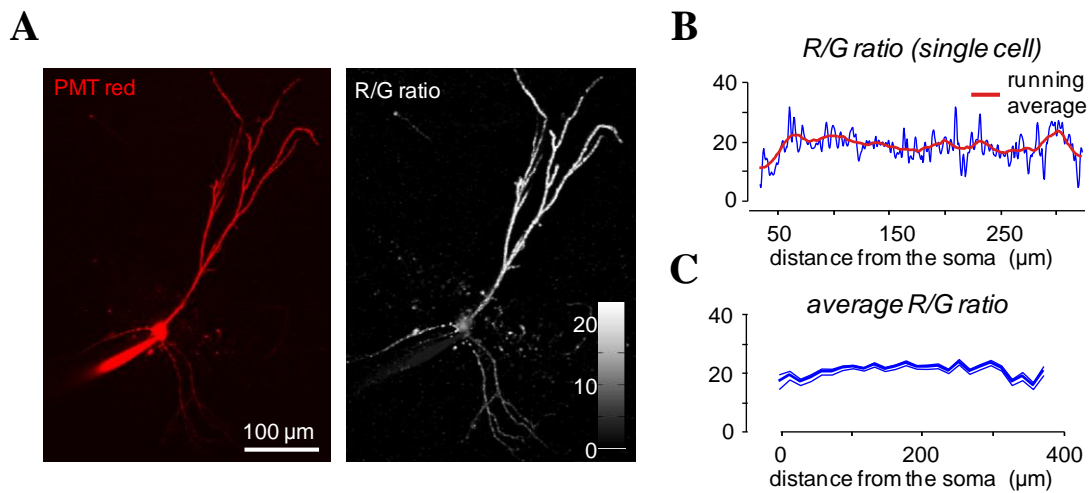 A
PMT red
100 µm
R/G ratio
20
10
0
B
R/G ratio (single cell)
running
average
40
20
0
50
150
250
distance from the soma (µm)
C
average R/G ratio
40
20
0
0
200
400
distance from the soma (µm)